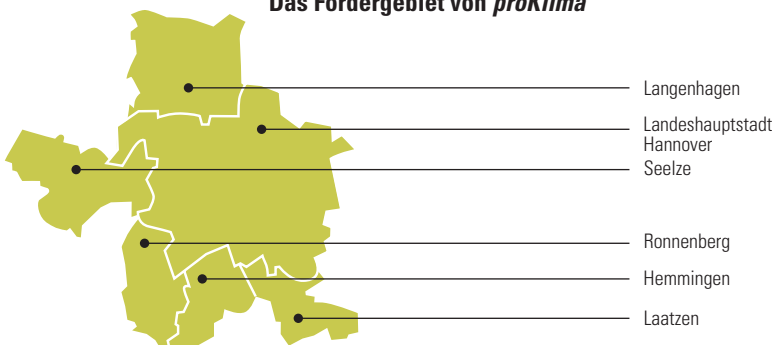 Das Fördergebiet von proKlima
Langenhagen
Landeshauptstadt
Hannover
Seelze
Ronnenberg
Hemmingen
Laatzen